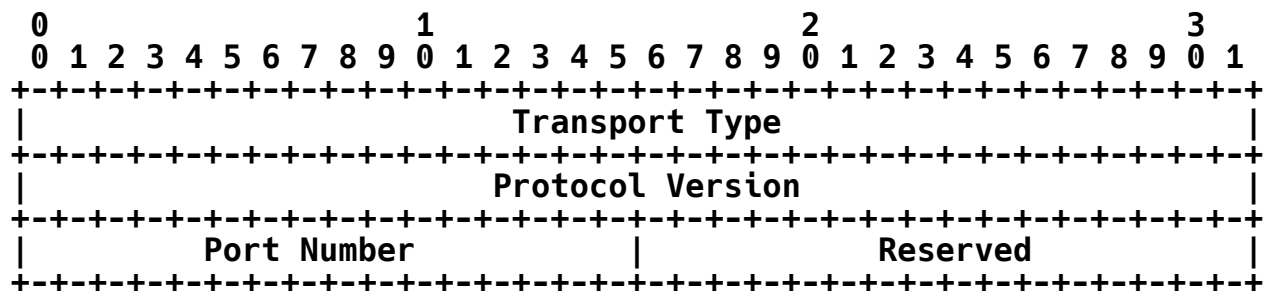 0                   1                   2                   3
 0 1 2 3 4 5 6 7 8 9 0 1 2 3 4 5 6 7 8 9 0 1 2 3 4 5 6 7 8 9 0 1
+-+-+-+-+-+-+-+-+-+-+-+-+-+-+-+-+-+-+-+-+-+-+-+-+-+-+-+-+-+-+-+-+
|                         Transport Type                        |
+-+-+-+-+-+-+-+-+-+-+-+-+-+-+-+-+-+-+-+-+-+-+-+-+-+-+-+-+-+-+-+-+
|                        Protocol Version                       |
+-+-+-+-+-+-+-+-+-+-+-+-+-+-+-+-+-+-+-+-+-+-+-+-+-+-+-+-+-+-+-+-+
|         Port Number           |            Reserved           |
+-+-+-+-+-+-+-+-+-+-+-+-+-+-+-+-+-+-+-+-+-+-+-+-+-+-+-+-+-+-+-+-+